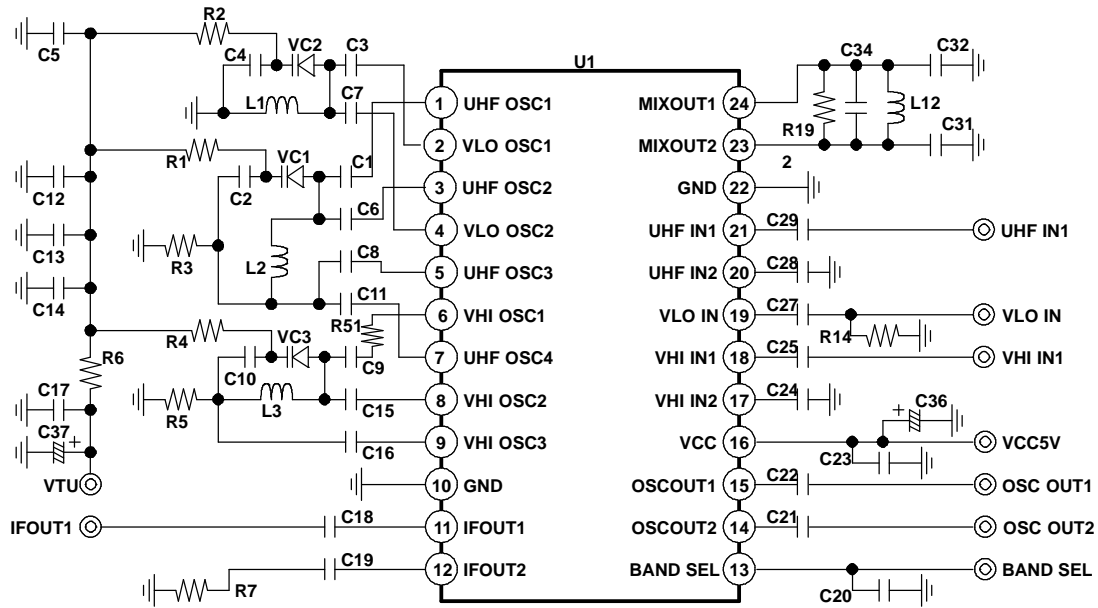 R2
C5
C4 VC2 C3
L1 C7
U1
C34 C32
1 UHF OSC1 MIXOUT1 24
R19 L12
C31
R1 VC1 C1
2 VLO OSC1 MIXOUT2 23
2
C12 C2
3 UHF OSC2 GND 22
C6
C29
4 VLO OSC2 UHF IN1 21 UHF IN1
C13 R3 L2 C8
5 UHF OSC3 UHF IN2 20 C28
C14 C11
R51
C27
6 VHI OSC1 VLO IN 19 VLO IN
R4 VC3 R14
R6 C10 C9
C25
7 UHF OSC4 VHI IN1 18 VHI IN1
C17 R5 L3 C15
C24
8 VHI OSC2 VHI IN2 17
C36
+
C37 +
C16
9 VHI OSC3 VCC 16 VCC5V
C23
VTU
C22
10 GND OSCOUT1 15 OSC OUT1
C18 C21
IFOUT1 11 IFOUT1 OSCOUT2 14 OSC OUT2
C19
R7 12 IFOUT2 BAND SEL 13 BAND SEL
C20